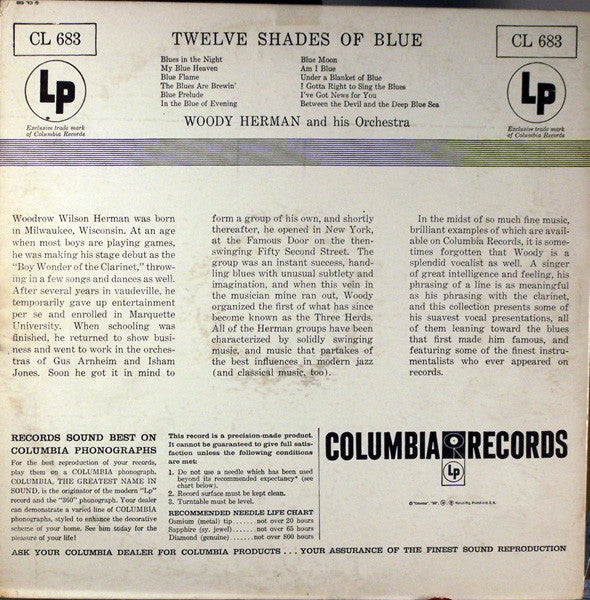 CL 683
TWELVE SHADES OF BLUE
CL 683
Lp
Exclusive trade mark
of Columbia Records
Blues in the Night
My Blue Heaven
Blue Flame
The Blues Are Brewin'
Blue Prelude
In the Blue of Evening
Blue Moon
Am I Blue
Under a Blanket of Blue
I Gotta Right to Sing the Blues
I've Got News for You
Between the Devil and the Deep Blue Sea
Lp
Exclusive trade mark
of Columbia Records
WOODY HERMAN and his Orchestra
Woodrow Wilson Herman was born
in Milwaukee, Wisconsin. At an age
when most boys are playing games,
he was making his stage debut as the
"Boy Wonder of the Clarinet," throw-
ing in a few songs and dances as well.
After several years in vaudeville, he
temporarily gave up entertainment
per se and enrolled in Marquette
University. When schooling was
finished, he returned to show busi-
ness and went to work in the orches-
tras of Gus Arnheim and Isham
Jones. Soon he got it in mind to
form a group of his own, and shortly
thereafter, he opened in New York,
at the Famous Door on the then-
swinging Fifty Second Street. The
group was an instant success, hand-
ling blues with unusual subtlety and
imagination, and, when this vein in
the musician mine ran out, Woody
organized the first of what has since
become known as the Three Herds.
All of the Herman groups have been
characterized by solidly swinging
music, and music that partakes of
the best influences in modern jazz
(and classical music, too).
In the midst of so much fine music,
brilliant examples of which are avail-
able on Columbia Records, it is some-
times forgotten that Woody is a
splendid vocalist as well. A singer
of great intelligence and feeling, his
phrasing of a line is as meaningful
as his phrasing with the clarinet,
and this collection presents some of
his suavest vocal presentations, all
of them leaning toward the blues
that first made him famous, and
featuring some of the finest instru-
mentalists who ever appeared on
records.
RECORDS SOUND BEST ON
COLUMBIA PHONOGRAPHS
For the best reproduction of your records,
play them on a COLUMBIA phonograph.
COLUMBIA, THE GREATEST NAME IN
SOUND, is the originator of the modern "Lp"
record and the "360" phonograph. Your dealer
can demonstrate a varied line of COLUMBIA
phonographs, styled to enhance the decorative
scheme of your home. See him today for the
pleasure of your life!
This record is a precision-made product.
It cannot be guaranteed to give full satis-
faction unless the following conditions
are met:
1. Do not use a needle which has been used
beyond its recommended expectancy* (see
chart below).
2. Record surface must be kept clean.
3. Turntable must be level.
RECOMMENDED NEEDLE LIFE CHART
Osmium (metal) tip......not over 20 hours
Sapphire (sy. jewel)......not over 65 hours
Diamond (genuine)......not over 800 hours
COLUMBIA RECORDS
Lp
ASK YOUR COLUMBIA DEALER FOR COLUMBIA PRODUCTS . . . YOUR ASSURANCE OF THE FINEST SOUND REPRODUCTION